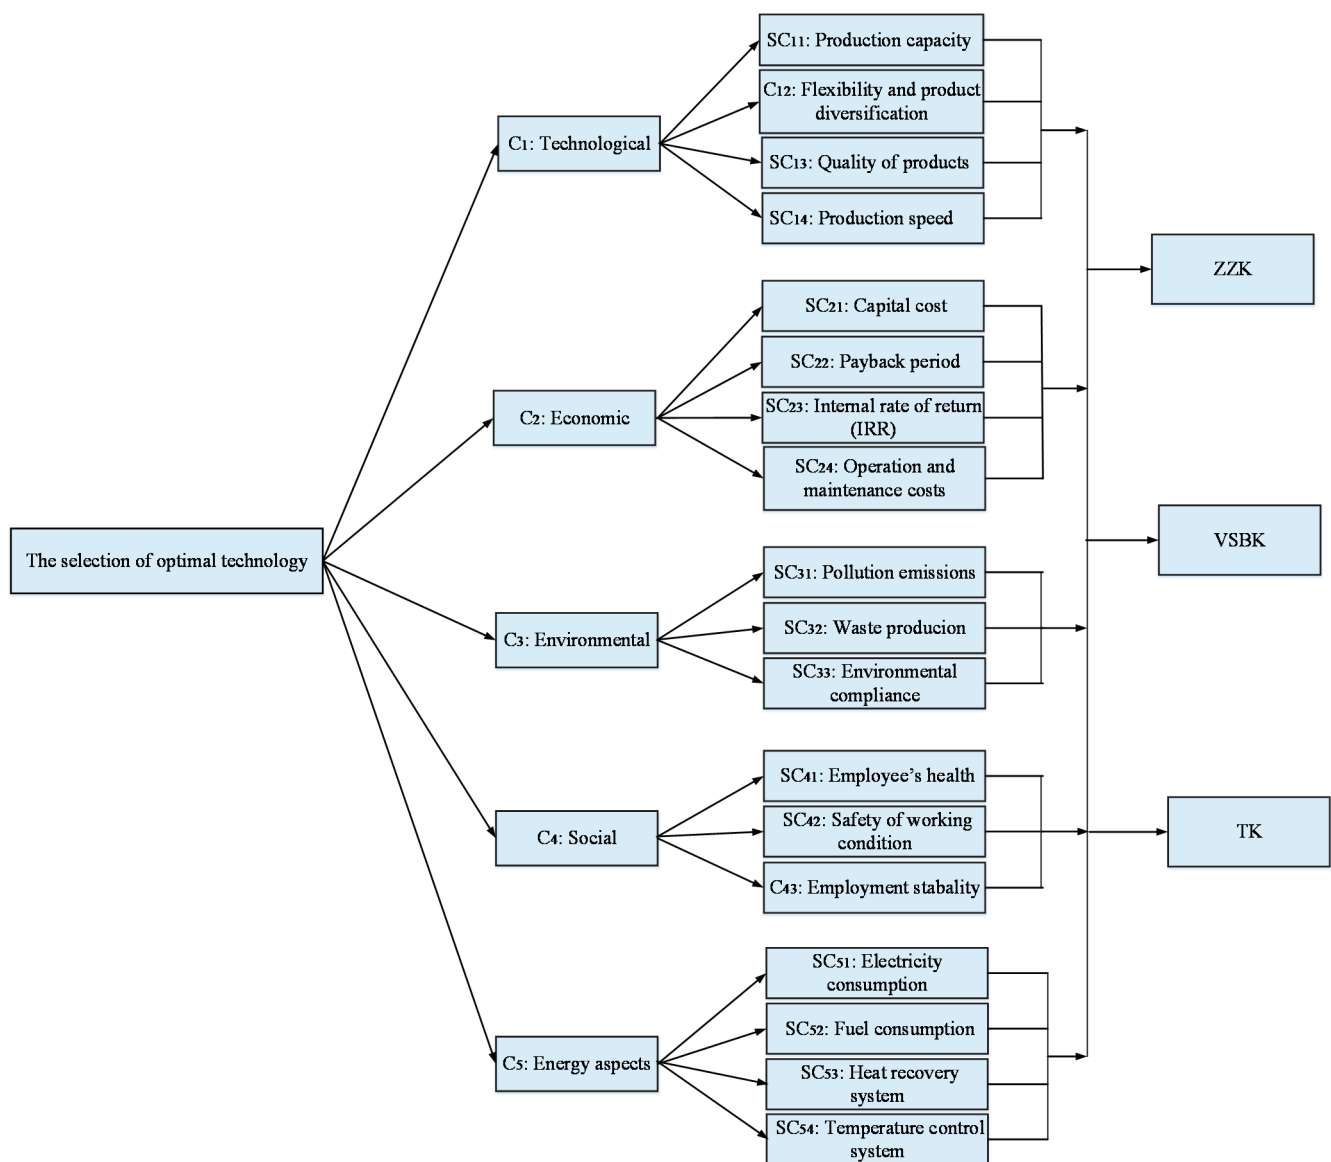 The selection of optimal technology
C1: Technological
C2: Economic
C3: Environmental
C4: Social
C5: Energy aspects
SC11: Production capacity
C12: Flexibility and product
diversification
SC13: Quality of products
SC14: Production speed
SC21: Capital cost
SC22: Payback period
SC23: Internal rate of return
(IRR)
SC24: Operation and
maintenance costs
SC31: Pollution emissions
SC32: Waste producion
SC33: Environmental
compliance
SC41: Employee’s health
SC42: Safety of working
condition
C43: Employment stabality
SC51: Electricity
consumption
SC52: Fuel consumption
SC53: Heat recovery
system
SC54: Temperature control
system
ZZK
VSBK
TK